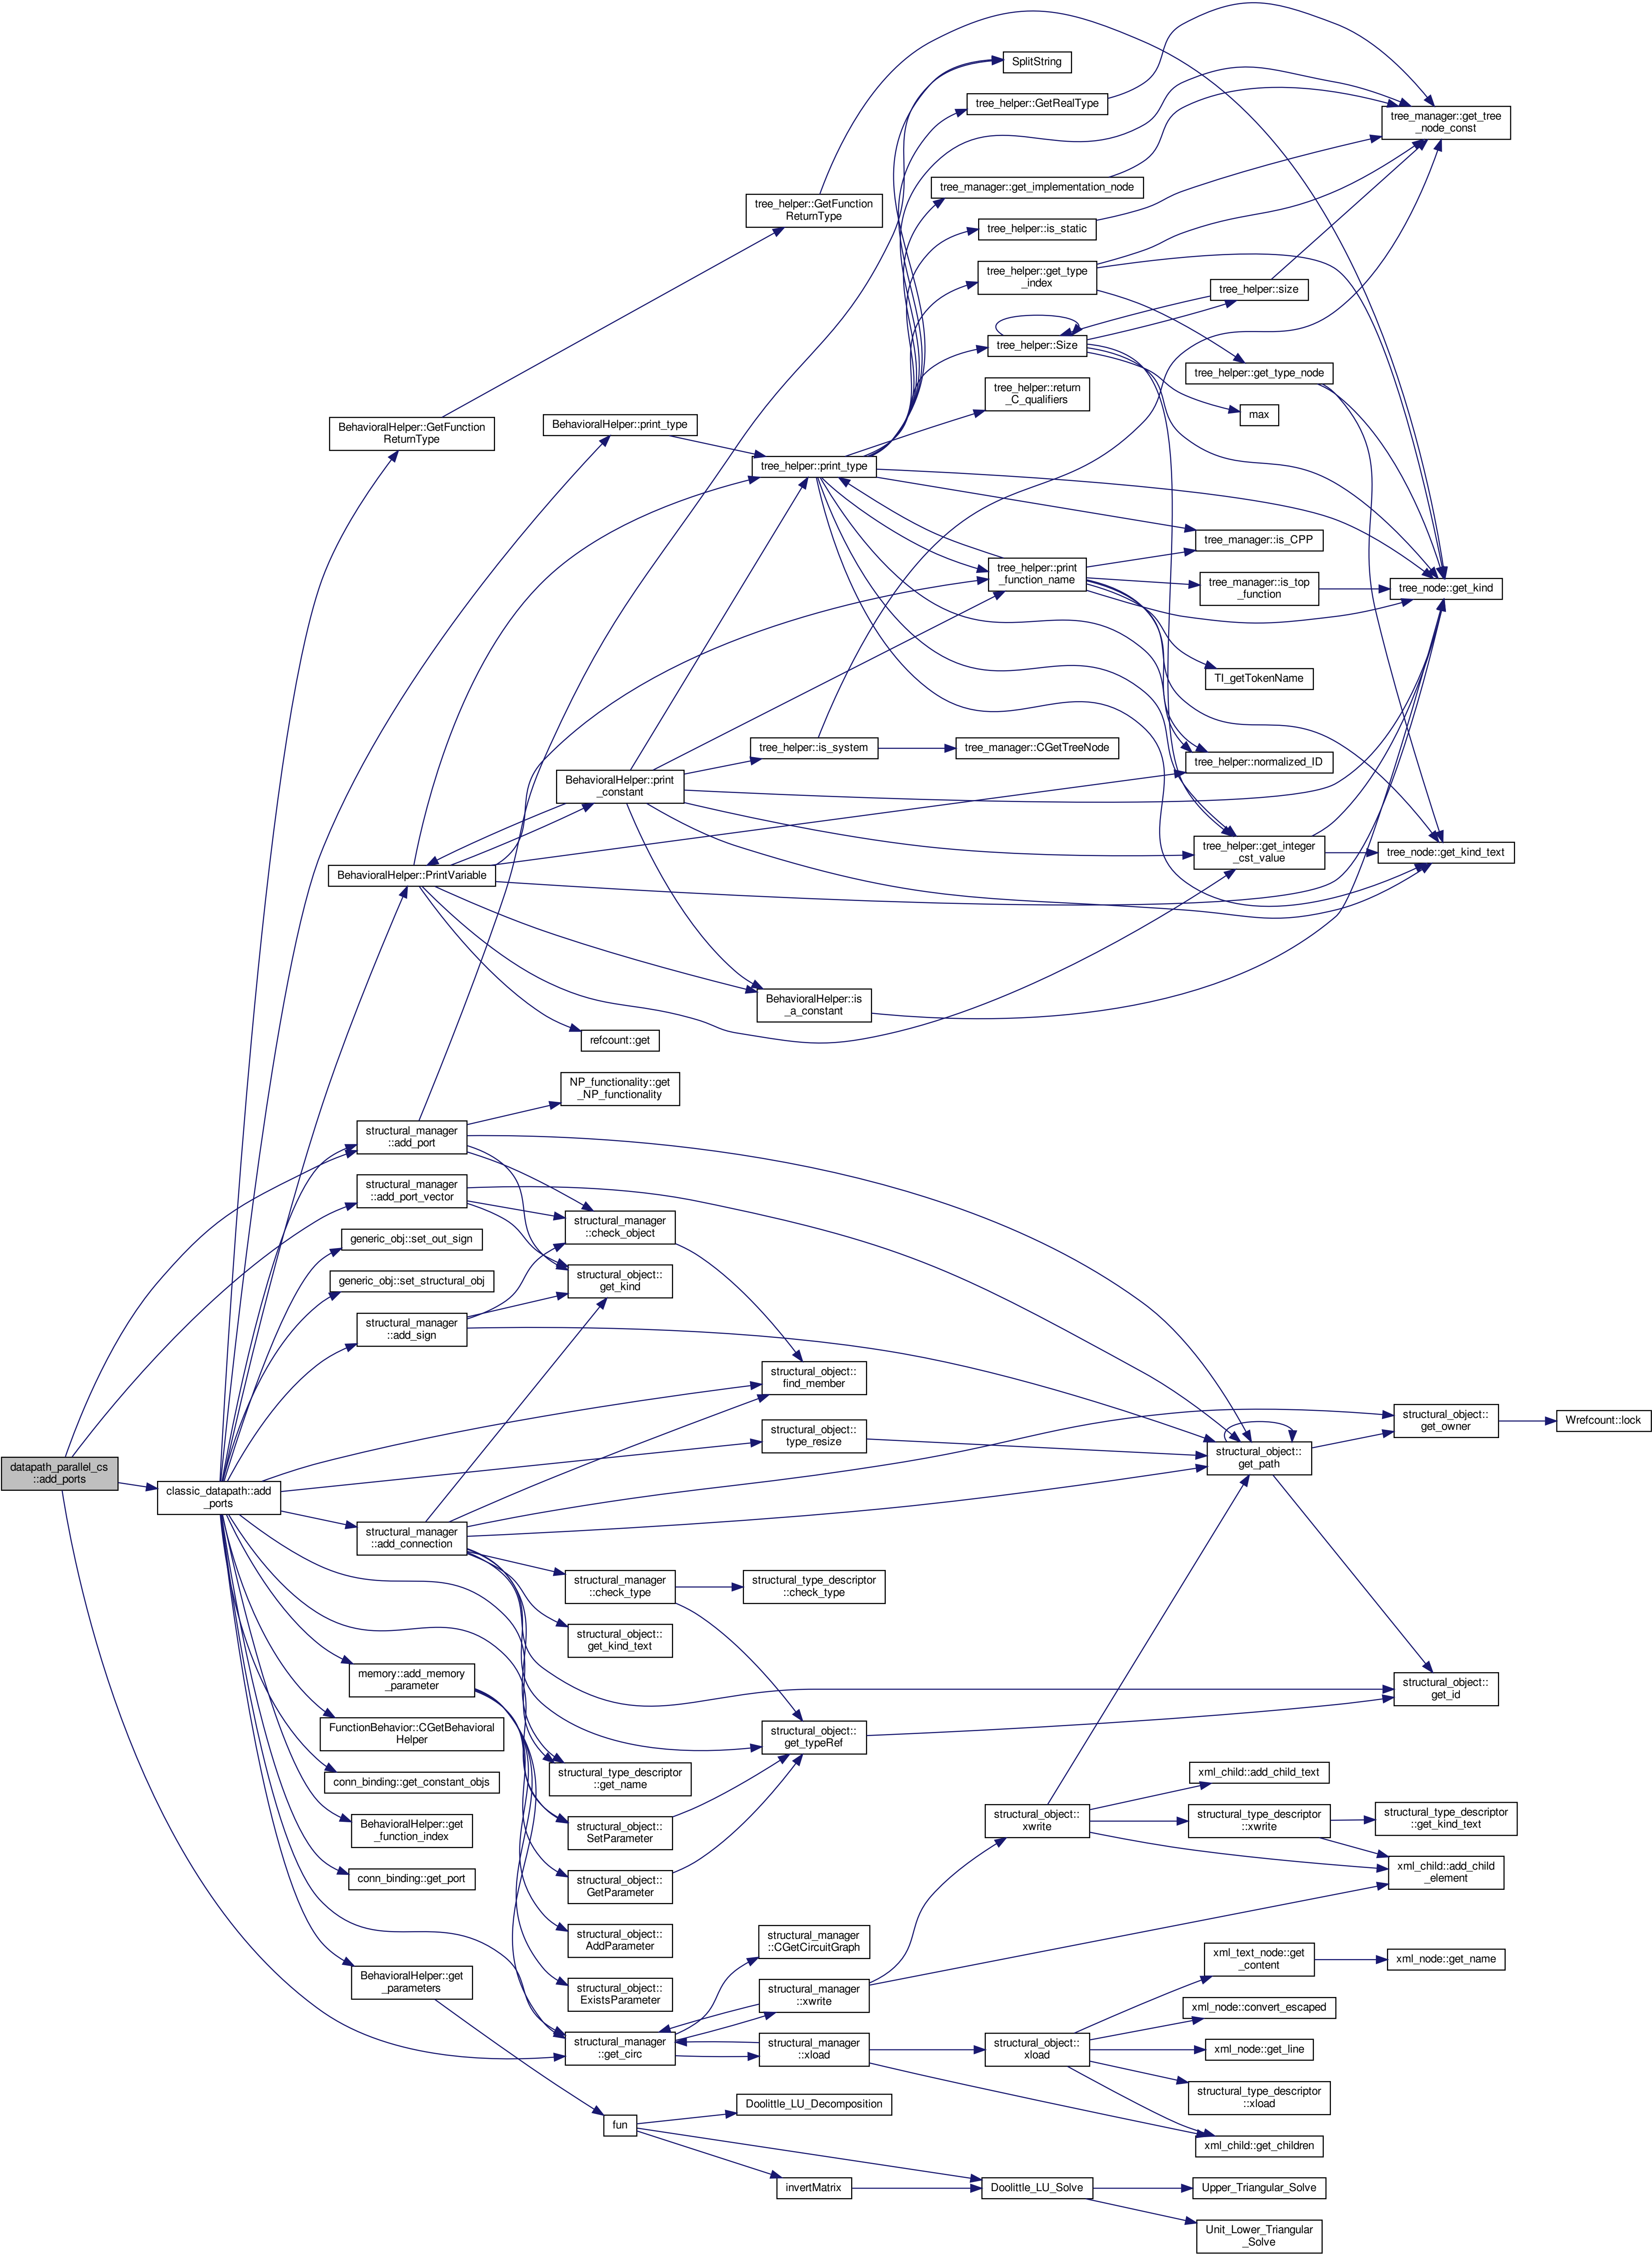 SplitString
tree_helper::GetRealType
tree_manager::get_tree
_node_const
tree_manager::get_implementation_node
tree_helper::GetFunction
ReturnType
tree_helper::is_static
tree_helper::get_type
_index
tree_helper::size
tree_helper::Size
tree_helper::get_type_node
tree_helper::return
_C_qualifiers
max
BehavioralHelper::GetFunction
ReturnType
BehavioralHelper::print_type
tree_helper::print_type
tree_manager::is_CPP
tree_helper::print
_function_name
tree_manager::is_top
_function
tree_node::get_kind
TI_getTokenName
tree_helper::is_system
tree_manager::CGetTreeNode
tree_helper::normalized_ID
BehavioralHelper::print
_constant
tree_helper::get_integer
_cst_value
tree_node::get_kind_text
BehavioralHelper::PrintVariable
BehavioralHelper::is
_a_constant
refcount::get
NP_functionality::get
_NP_functionality
structural_manager
::add_port
structural_manager
::add_port_vector
structural_manager
::check_object
generic_obj::set_out_sign
structural_object::
get_kind
generic_obj::set_structural_obj
structural_manager
::add_sign
structural_object::
find_member
structural_object::
get_owner
Wrefcount::lock
structural_object::
type_resize
structural_object::
get_path
datapath_parallel_cs
::add_ports
classic_datapath::add
_ports
structural_manager
::add_connection
structural_manager
::check_type
structural_type_descriptor
::check_type
structural_object::
get_kind_text
memory::add_memory
_parameter
structural_object::
get_id
FunctionBehavior::CGetBehavioral
Helper
structural_object::
get_typeRef
conn_binding::get_constant_objs
structural_type_descriptor
::get_name
xml_child::add_child_text
BehavioralHelper::get
_function_index
structural_object::
SetParameter
structural_object::
xwrite
structural_type_descriptor
::xwrite
structural_type_descriptor
::get_kind_text
conn_binding::get_port
structural_object::
GetParameter
xml_child::add_child
_element
structural_object::
AddParameter
structural_manager
::CGetCircuitGraph
xml_text_node::get
_content
xml_node::get_name
BehavioralHelper::get
_parameters
structural_object::
ExistsParameter
structural_manager
::xwrite
xml_node::convert_escaped
structural_manager
::get_circ
structural_manager
::xload
structural_object::
xload
xml_node::get_line
structural_type_descriptor
::xload
Doolittle_LU_Decomposition
fun
xml_child::get_children
invertMatrix
Doolittle_LU_Solve
Upper_Triangular_Solve
Unit_Lower_Triangular
_Solve